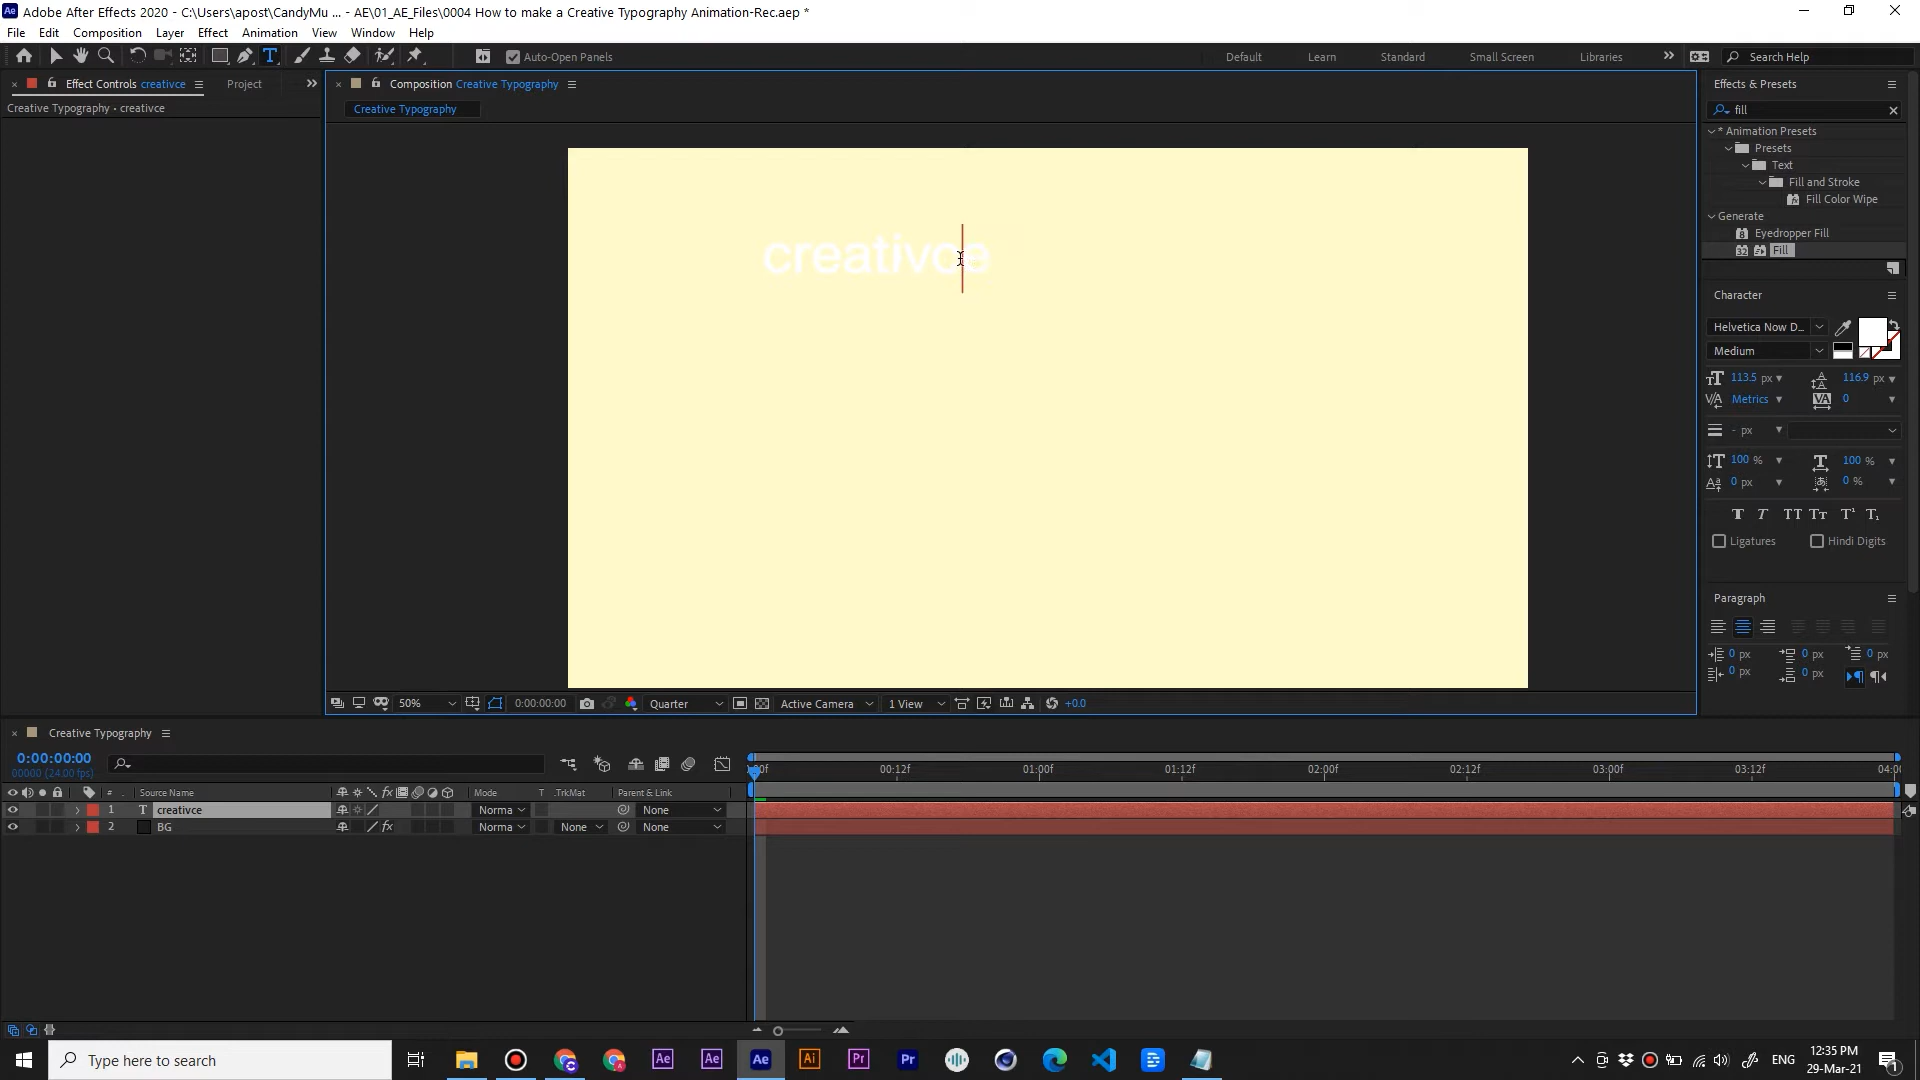 Adobe After Effects 2020 - C:\Users\apost\CandyMu ... - AE\01_AE_Files\0004 How to make a Creative Typography Animation-Rec.aep *
File Edit Composition Layer Effect Animation View Window Help
Auto-Open Panels Default Learn Standard Small Screen Libraries Search Help
Effect Controls creativce Project
Composition Creative Typography
Effects & Presets
Creative Typography • creativce
Creative Typography
fill
* Animation Presets
Presets
Text
Fill and Stroke
Fill Color Wipe
Generate
Eyedropper Fill
Fill
creativce
Character
Helvetica Now D...
Medium
113.5 px 116.9 px
Metrics 0
- px
100 % 100 %
0 px 0 %
Ligatures Hindi Digits
Paragraph
0 px 0 px 0 px
0 px 0 px
50% 0:00:00:00 Quarter Active Camera 1 View +0.0
Creative Typography
0:00:00:00
00000 (24.00 fps)
:00f 00:12f 01:00f 01:12f 02:00f 02:12f 03:00f 03:12f 04:0
# Source Name Mode T .TrkMat Parent & Link
1 T creativce Norma None
2 BG Norma None None
Type here to search
ENG 12:35 PM
29-Mar-21